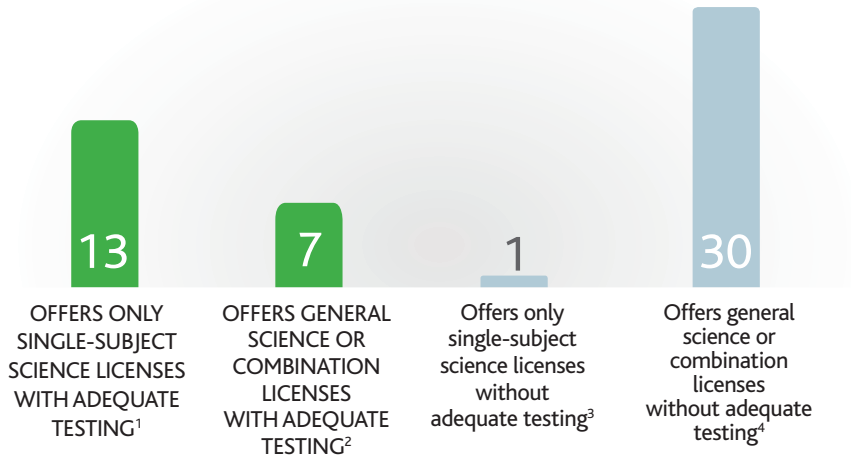 13
7
1
30
OFFERS ONLY
SINGLE-SUBJECT
SCIENCE LICENSES
WITH ADEQUATE
TESTING¹
OFFERS GENERAL
SCIENCE OR
COMBINATION
LICENSES
WITH ADEQUATE
TESTING²
Offers only
single-subject
science licenses
without
adequate testing³
Offers general
science or
combination
licenses
without adequate
testing⁴